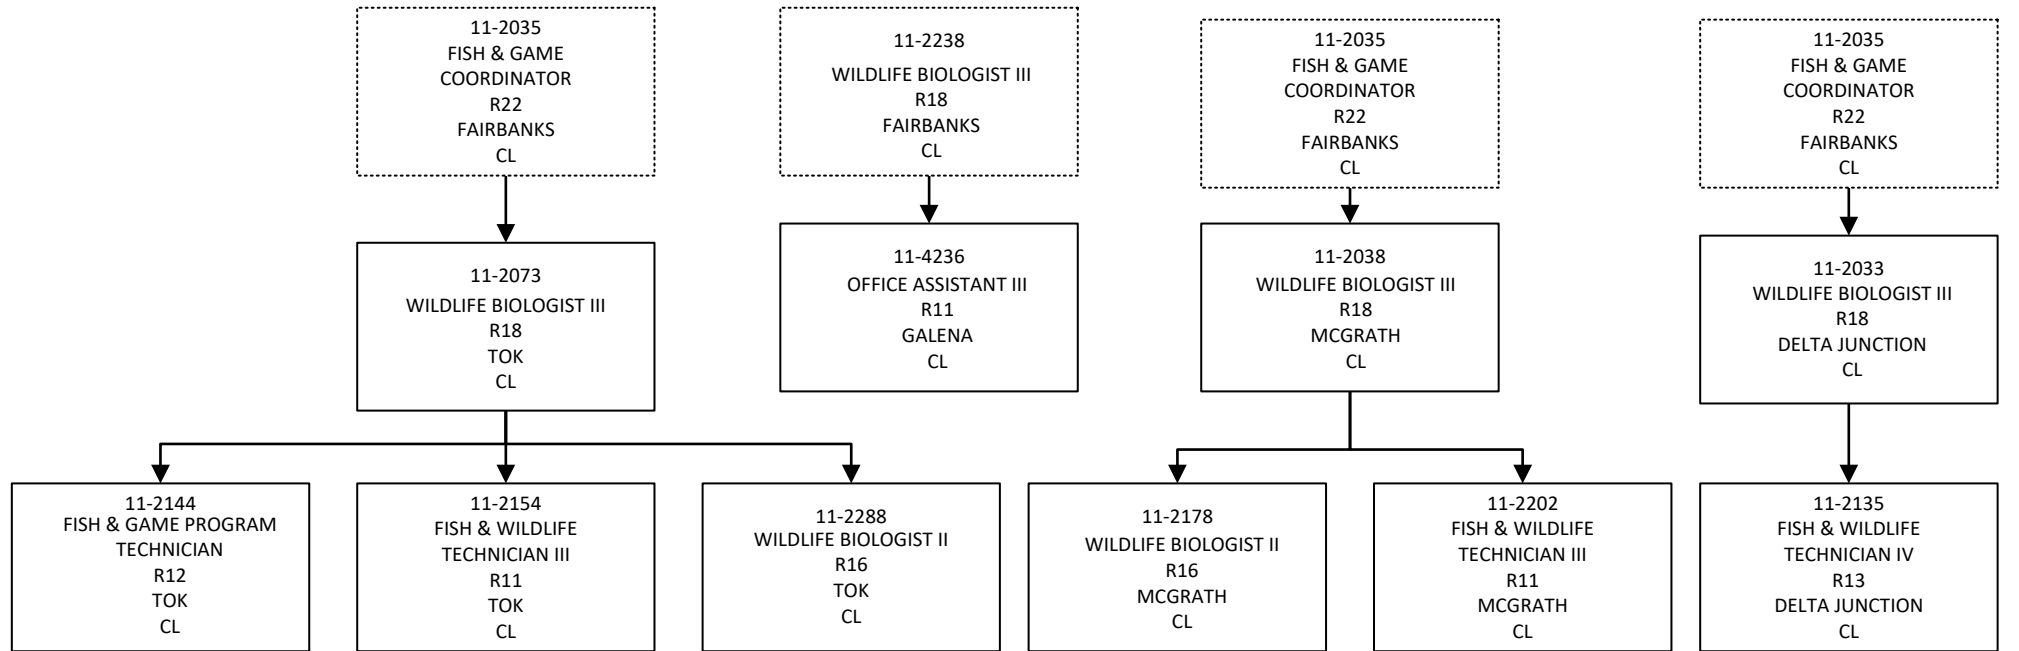 11-2035
FISH & GAME
COORDINATOR
R22
FAIRBANKS
CL
11-2238
WILDLIFE BIOLOGIST III
R18
FAIRBANKS
CL
11-2035
FISH & GAME
COORDINATOR
R22
FAIRBANKS
CL
11-2035
FISH & GAME
COORDINATOR
R22
FAIRBANKS
CL
11-2073
WILDLIFE BIOLOGIST III
R18
TOK
CL
11-4236
OFFICE ASSISTANT III
R11
GALENA
CL
11-2038
WILDLIFE BIOLOGIST III
R18
MCGRATH
CL
11-2033
WILDLIFE BIOLOGIST III
R18
DELTA JUNCTION
CL
11-2144
FISH & GAME PROGRAM
TECHNICIAN
R12
TOK
CL
11-2154
FISH & WILDLIFE
TECHNICIAN III
R11
TOK
CL
11-2288
WILDLIFE BIOLOGIST II
R16
TOK
CL
11-2178
WILDLIFE BIOLOGIST II
R16
MCGRATH
CL
11-2202
FISH & WILDLIFE
TECHNICIAN III
R11
MCGRATH
CL
11-2135
FISH & WILDLIFE
TECHNICIAN IV
R13
DELTA JUNCTION
CL